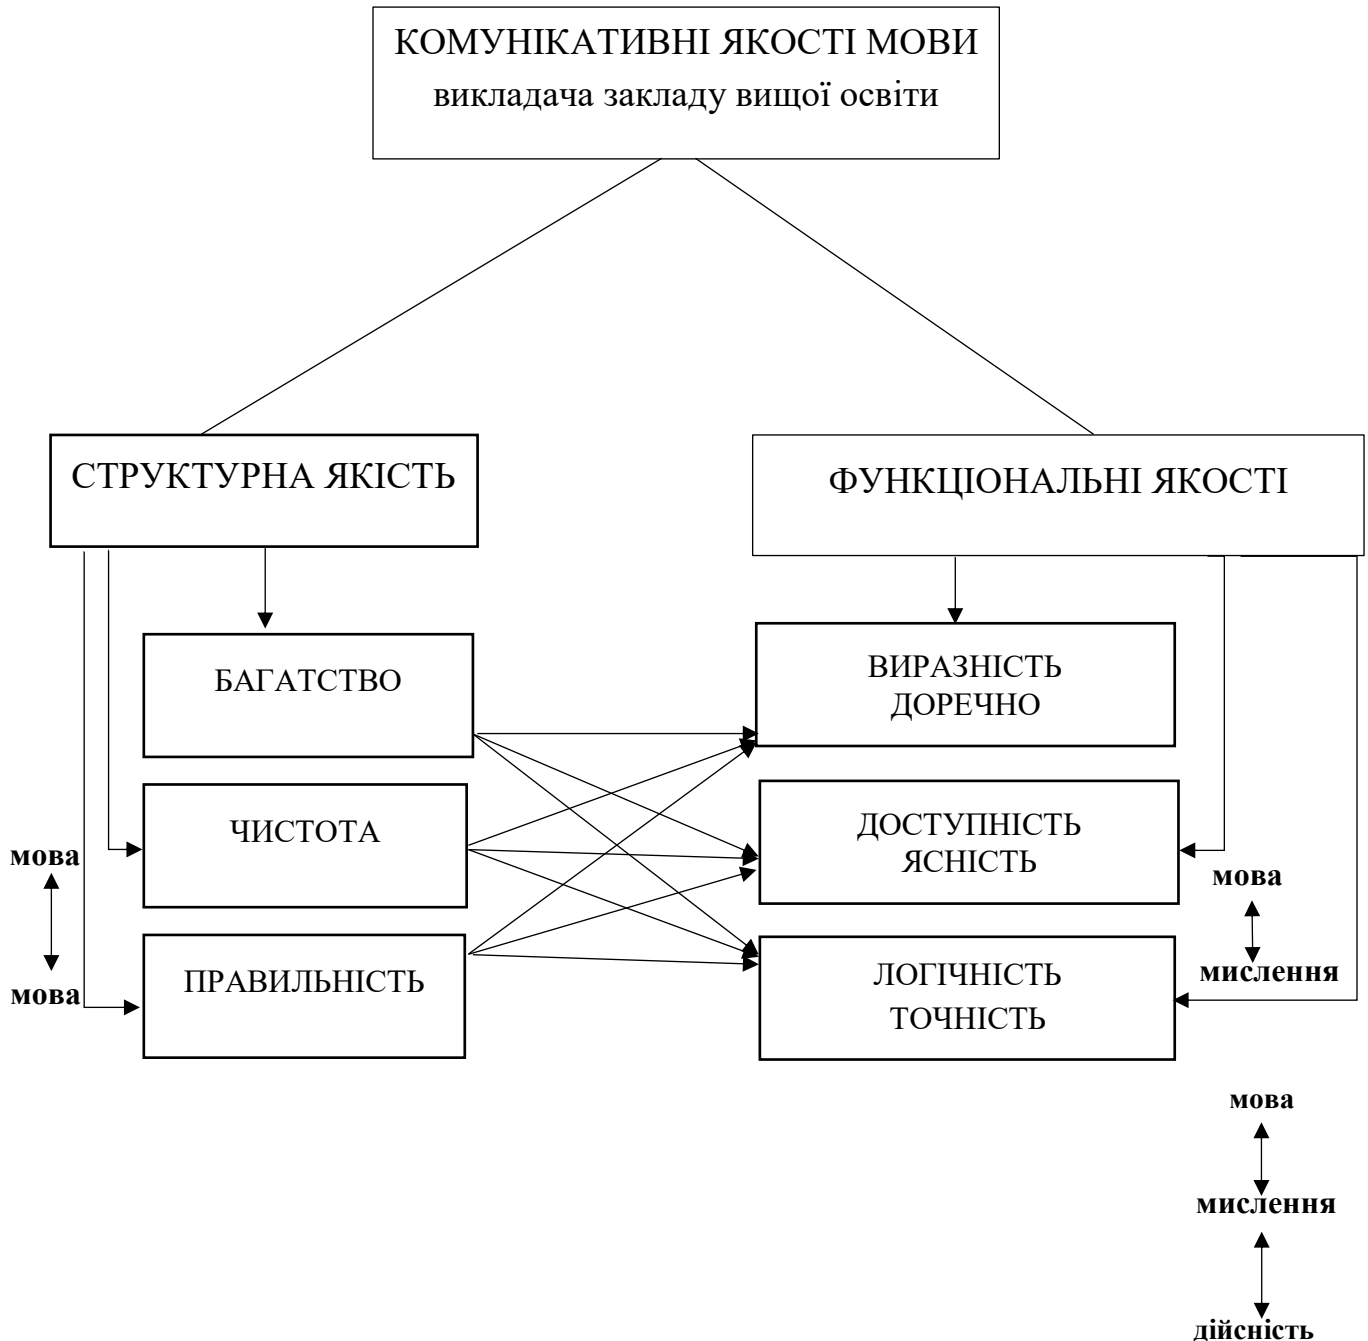 КОМУНІКАТИВНІ ЯКОСТІ МОВИ
викладача закладу вищої освіти
СТРУКТУРНА ЯКІСТЬ
ФУНКЦІОНАЛЬНІ ЯКОСТІ
БАГАТСТВО
ВИРАЗНІСТЬ
ДОРЕЧНО
ЧИСТОТА
ДОСТУПНІСТЬ
ЯСНІСТЬ
мова
мова
ПРАВИЛЬНІСТЬ
ЛОГІЧНІСТЬ
ТОЧНІСТЬ
мова
мислення
мова
мислення
дійсність